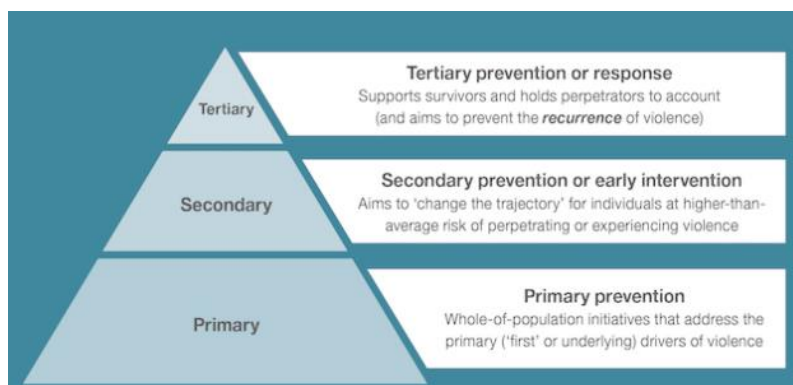 Tertiary
Tertiary prevention or response
Supports survivors and holds perpetrators to account
(and aims to prevent the recurrence of violence)
Secondary
Secondary prevention or early intervention
Aims to ‘change the trajectory’ for individuals at higher-than-
average risk of perpetrating or experiencing violence
Primary
Primary prevention
Whole-of-population initiatives that address the
primary (‘first’ or underlying) drivers of violence